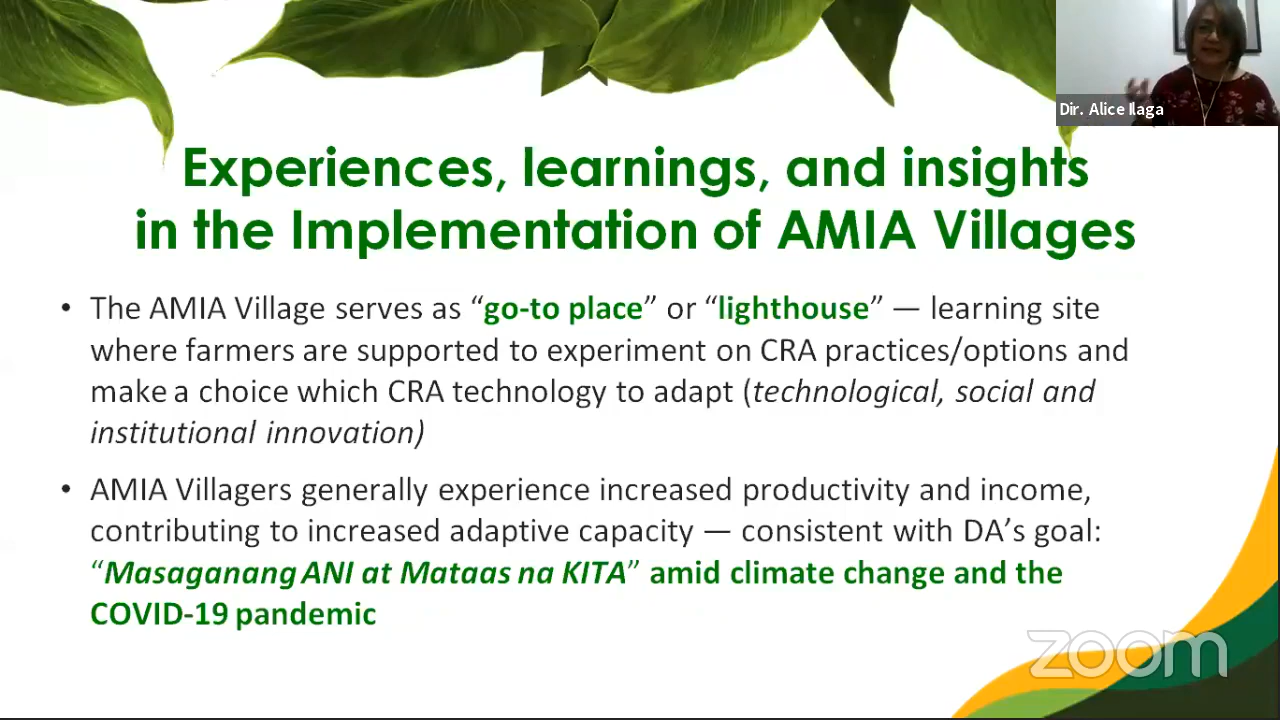 Dir. Alice Ilaga
Experiences, learnings, and insights
in the Implementation of AMIA Villages
• The AMIA Village serves as “go-to place” or “lighthouse” — learning site
where farmers are supported to experiment on CRA practices/options and
make a choice which CRA technology to adapt (technological, social and
institutional innovation)
• AMIA Villagers generally experience increased productivity and income,
contributing to increased adaptive capacity — consistent with DA’s goal:
“Masaganang ANI at Mataas na KITA” amid climate change and the
COVID-19 pandemic
zoom